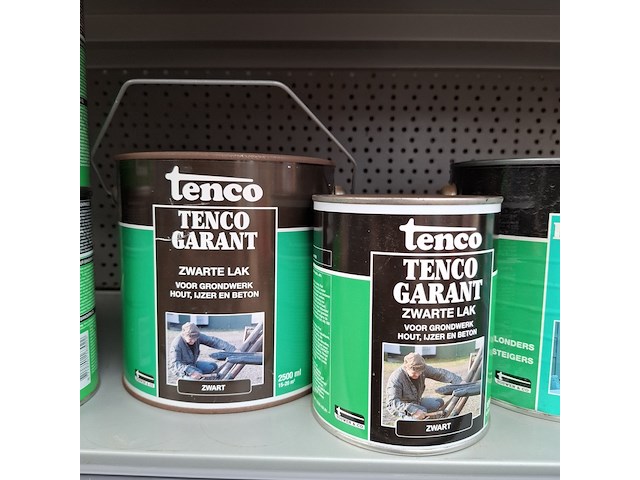 tenco
TENCO
GARANT
ZWARTE LAK
VOOR GRONDWERK
HOUT, IJZER EN BETON
2500 ml
ZWART
tenco
TENCO
GARANT
ZWARTE LAK
VOOR GRONDWERK
HOUT, IJZER EN BETON
ZWART
LONDERS
STEIGERS